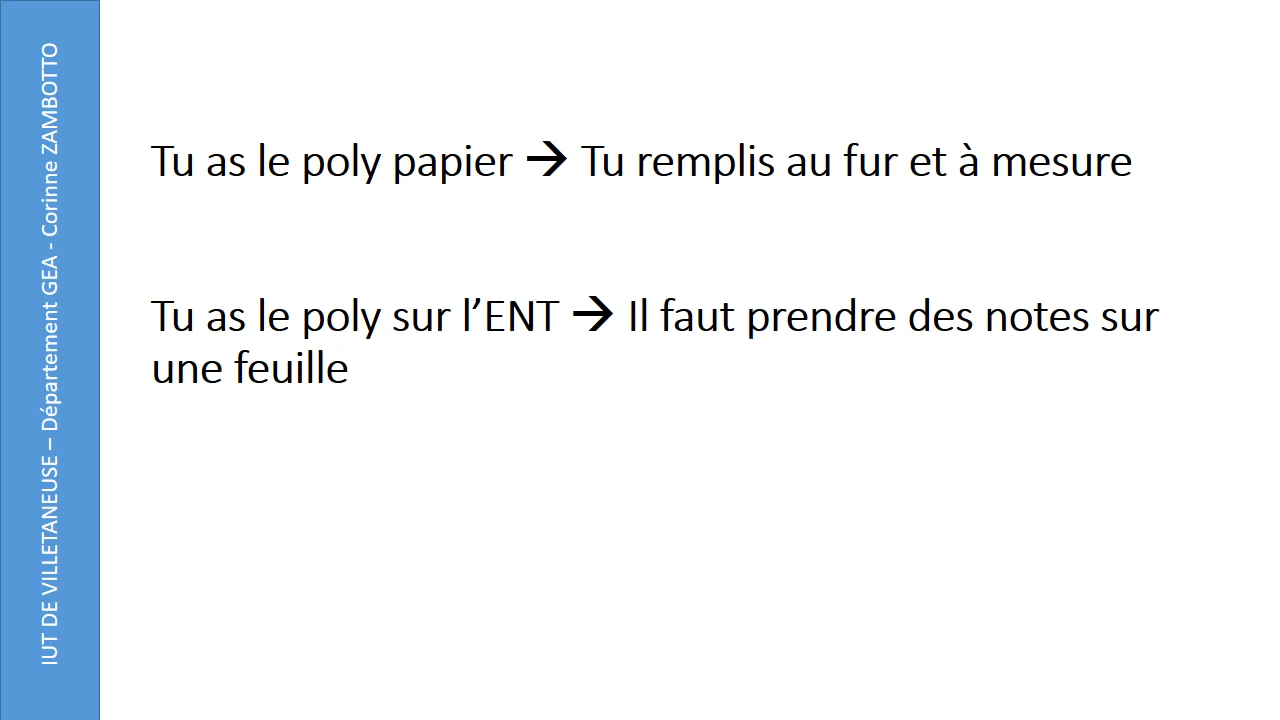 IUT DE VILLETANEUSE – Département GEA - Corinne ZAMBOTTO
Tu as le poly papier → Tu remplis au fur et à mesure
Tu as le poly sur l’ENT → Il faut prendre des notes sur
une feuille